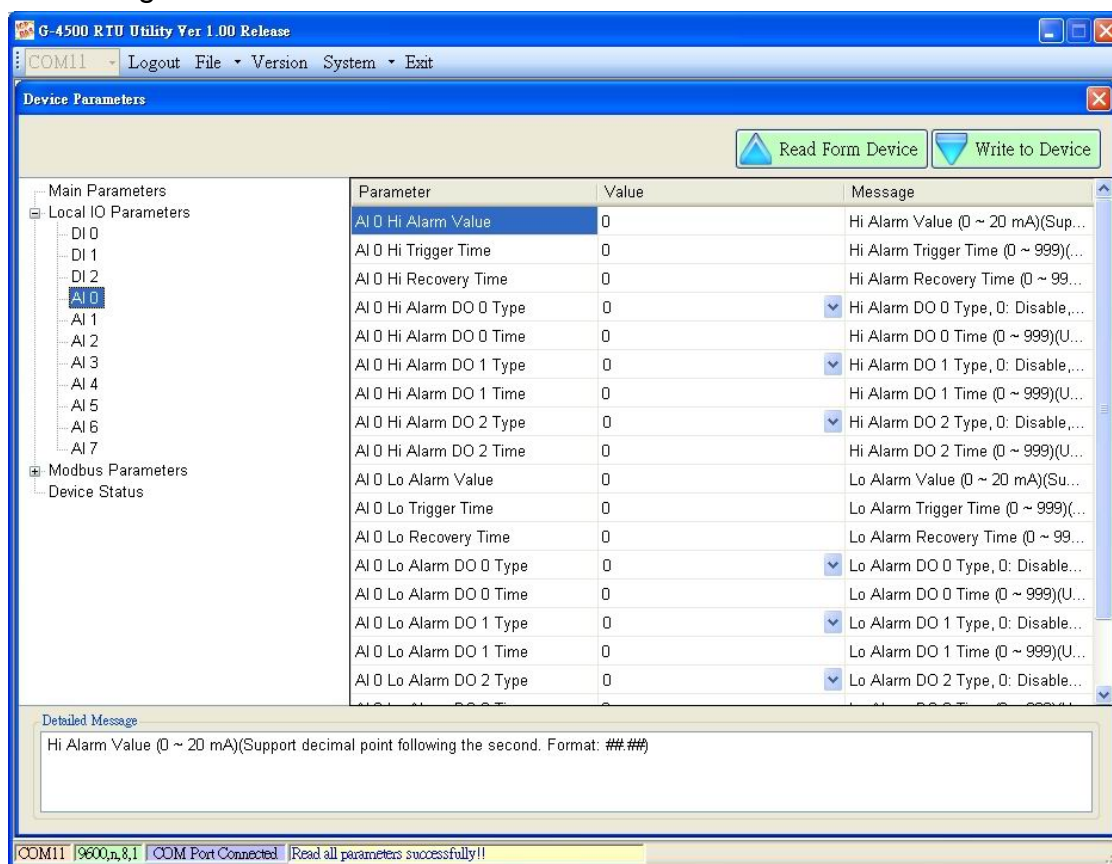 G-4500 RTU Utility Ver 1.00 Release
COM11 Logout File Version System Exit
Device Parameters
Read Form Device Write to Device
Main Parameters
Local IO Parameters
DI 0
DI 1
DI 2
AI 0
AI 1
AI 2
AI 3
AI 4
AI 5
AI 6
AI 7
Modbus Parameters
Device Status
Parameter Value Message
AI 0 Hi Alarm Value 0 Hi Alarm Value (0 ~ 20 mA)(Sup...
AI 0 Hi Trigger Time 0 Hi Alarm Trigger Time (0 ~ 999)(...
AI 0 Hi Recovery Time 0 Hi Alarm Recovery Time (0 ~ 99...
AI 0 Hi Alarm DO 0 Type 0 Hi Alarm DO 0 Type, 0: Disable,...
AI 0 Hi Alarm DO 0 Time 0 Hi Alarm DO 0 Time (0 ~ 999)(U...
AI 0 Hi Alarm DO 1 Type 0 Hi Alarm DO 1 Type, 0: Disable,...
AI 0 Hi Alarm DO 1 Time 0 Hi Alarm DO 1 Time (0 ~ 999)(U...
AI 0 Hi Alarm DO 2 Type 0 Hi Alarm DO 2 Type, 0: Disable,...
AI 0 Hi Alarm DO 2 Time 0 Hi Alarm DO 2 Time (0 ~ 999)(U...
AI 0 Lo Alarm Value 0 Lo Alarm Value (0 ~ 20 mA)(Su...
AI 0 Lo Trigger Time 0 Lo Alarm Trigger Time (0 ~ 999)(...
AI 0 Lo Recovery Time 0 Lo Alarm Recovery Time (0 ~ 99...
AI 0 Lo Alarm DO 0 Type 0 Lo Alarm DO 0 Type, 0: Disable...
AI 0 Lo Alarm DO 0 Time 0 Lo Alarm DO 0 Time (0 ~ 999)(U...
AI 0 Lo Alarm DO 1 Type 0 Lo Alarm DO 1 Type, 0: Disable...
AI 0 Lo Alarm DO 1 Time 0 Lo Alarm DO 1 Time (0 ~ 999)(U...
AI 0 Lo Alarm DO 2 Type 0 Lo Alarm DO 2 Type, 0: Disable...
Detailed Message
Hi Alarm Value (0 ~ 20 mA)(Support decimal point following the second. Format: ##.##)
COM11 9600,n,8,1 COM Port Connected Read all parameters successfully!!